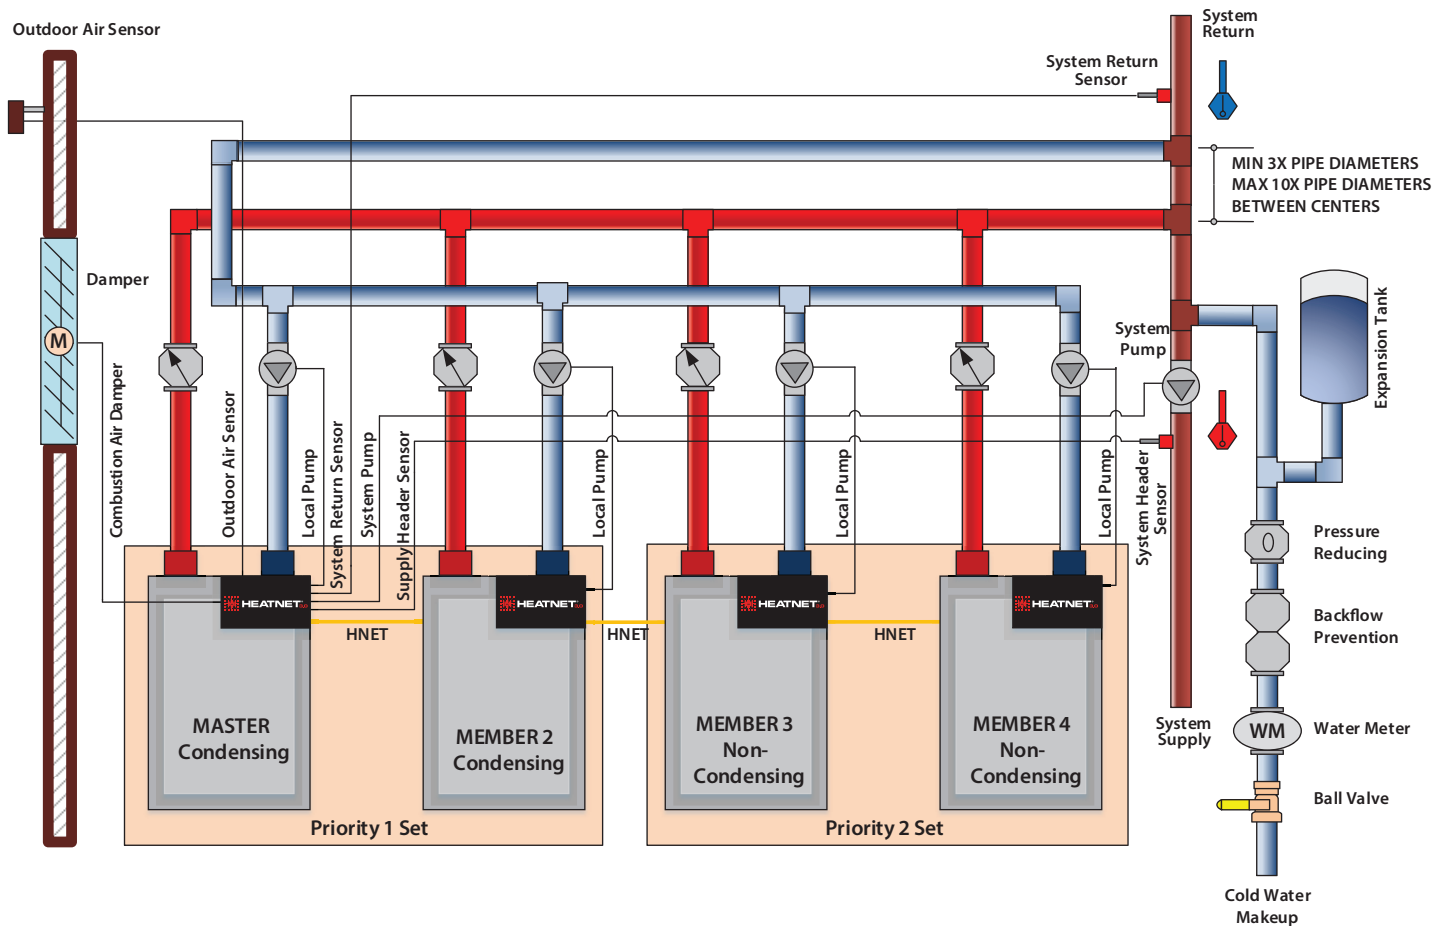 Outdoor Air Sensor
System
Return
System Return
Sensor
MIN 3X PIPE DIAMETERS
MAX 10X PIPE DIAMETERS
BETWEEN CENTERS
Damper
M
System
Pump
Expansion Tank
Combustion Air Damper
Outdoor Air Sensor
Local Pump
System Return Sensor
System Pump
Supply Header Sensor
Local Pump
Local Pump
Local Pump
System Header
Sensor
Pressure
Reducing
Backflow
Prevention
HEATNET
HEATNET
HEATNET
HEATNET
HNET
HNET
HNET
MASTER
Condensing
MEMBER 2
Condensing
MEMBER 3
Non-
Condensing
MEMBER 4
Non-
Condensing
System
Supply
WM
Water Meter
Ball Valve
Priority 1 Set
Priority 2 Set
Cold Water
Makeup